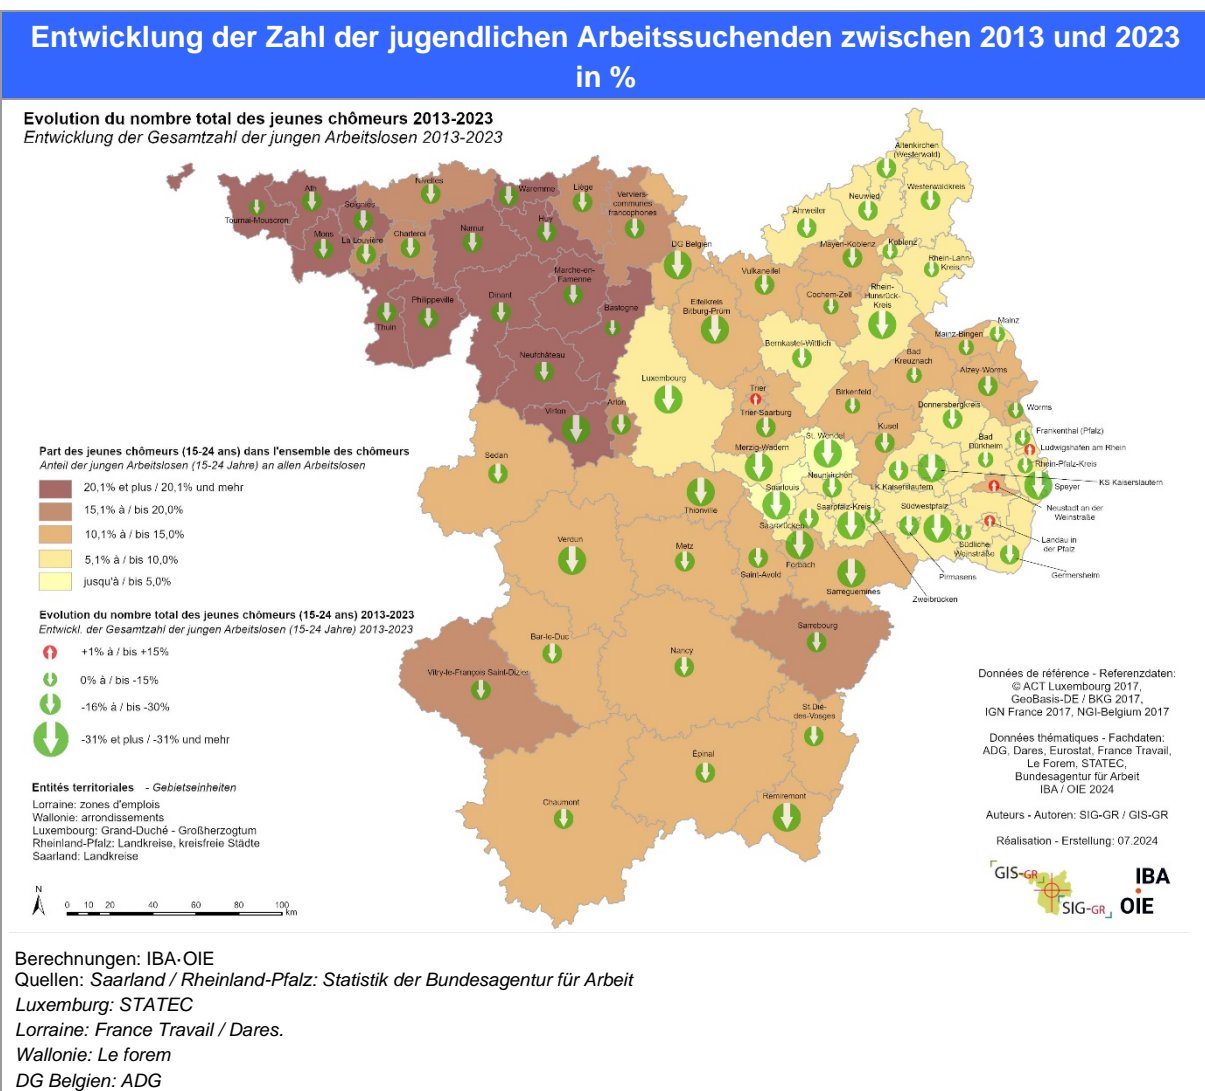 Entwicklung der Zahl der jugendlichen Arbeitssuchenden zwischen 2013 und 2023
in %
Evolution du nombre total des jeunes chômeurs 2013-2023
Entwicklung der Gesamtzahl der jungen Arbeitslosen 2013-2023
Altenkirchen
(Westerwald)
Westerwaldkreis
Neuwied
Ahrweiler
Mayen-Koblenz
Koblenz
Rhein-Lahn-
Kreis
Tournai-Mouscron
Ath
Soignies
Nivelles
Waremme
Liège
Verviers-
communes
francophones
Mons
La Louvière
Charleroi
Namur
Huy
DG Belgien
Vulkaneifel
Cochem-Zell
Rhein-
Hunsrück-
Kreis
Thuin
Philippeville
Dinant
Marche-en-
Famenne
Bastogne
Eifelkreis
Bitburg-Prüm
Bernkastel-Wittlich
Mainz-Bingen
Mainz
Bad
Kreuznach
Alzey-Worms
Neufchâteau
Luxembourg
Trier
Trier-Saarburg
Birkenfeld
Donnersbergkreis
Worms
Virton
Arlon
Merzig-Wadern
St. Wendel
Kusel
Bad
Dürkheim
Frankenthal (Pfalz)
Ludwigshafen am Rhein
Rhein-Pfalz-Kreis
KS Kaiserslautern
Speyer
Sedan
Thionville
Saarlouis
Neunkirchen
LK Kaiserslautern
Saarbrücken
Saarpfalz-Kreis
Südwestpfalz
Neustadt an der
Weinstraße
Landau in
der Pfalz
Südliche
Weinstraße
Germersheim
Pirmasens
Zweibrücken
Verdun
Metz
Saint-Avold
Forbach
Sarreguemines
Bar-le-Duc
Nancy
Sarrebourg
Vitry-le-François Saint-Dizier
St Dié-
des-Vosges
Épinal
Chaumont
Remiremont
Part des jeunes chômeurs (15-24 ans) dans l'ensemble des chômeurs
Anteil der jungen Arbeitslosen (15-24 Jahre) an allen Arbeitslosen
20,1% et plus / 20,1% und mehr
15,1% à / bis 20,0%
10,1% à / bis 15,0%
5,1% à / bis 10,0%
jusqu'à / bis 5,0%
Evolution du nombre total des jeunes chômeurs (15-24 ans) 2013-2023
Entwickl. der Gesamtzahl der jungen Arbeitslosen (15-24 Jahre) 2013-2023
+1% à / bis +15%
0% à / bis -15%
-16% à / bis -30%
-31% et plus / -31% und mehr
Entités territoriales - Gebietseinheiten
Lorraine: zones d'emplois
Wallonie: arrondissements
Luxembourg: Grand-Duché - Großherzogtum
Rheinland-Pfalz: Landkreise, kreisfreie Städte
Saarland: Landkreise
N
0 10 20 40 60 80 100
km
Données de référence - Referenzdaten:
© ACT Luxembourg 2017,
GeoBasis-DE / BKG 2017,
IGN France 2017, NGI-Belgium 2017
Données thématiques - Fachdaten:
ADG, Dares, Eurostat, France Travail,
Le Forem, STATEC,
Bundesagentur für Arbeit
IBA / OIE 2024
Auteurs - Autoren: SIG-GR / GIS-GR
Réalisation - Erstellung: 07.2024
GIS-GR
SIG-GR
IBA
OIE
Berechnungen: IBA·OIE
Quellen: Saarland / Rheinland-Pfalz: Statistik der Bundesagentur für Arbeit
Luxemburg: STATEC
Lorraine: France Travail / Dares.
Wallonie: Le forem
DG Belgien: ADG